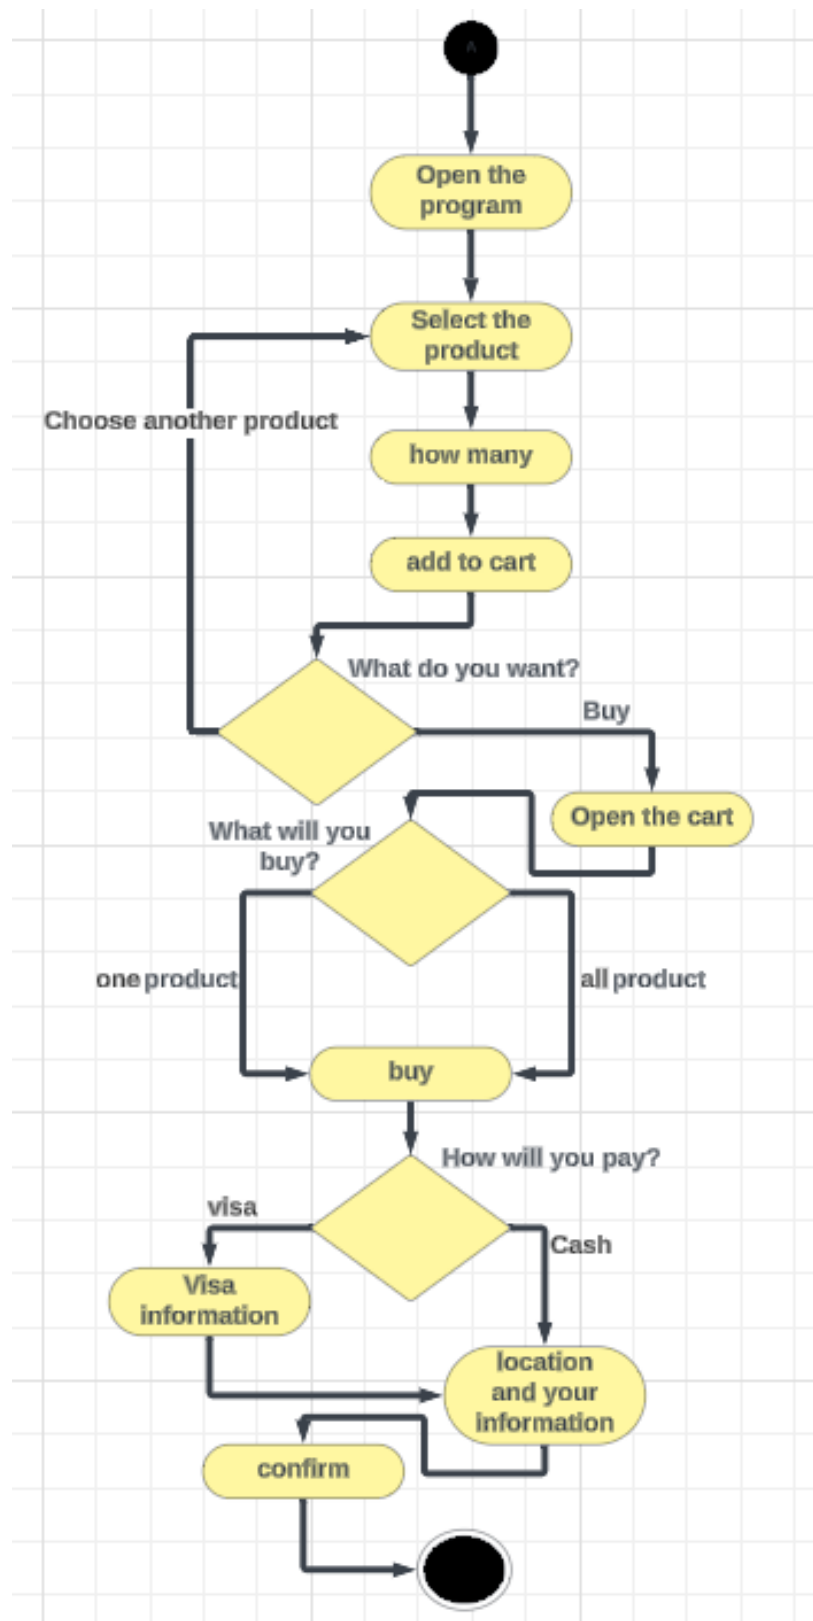 A
Open the
program
Select the
product
Choose another product
how many
add to cart
What do you want?
Buy
Open the cart
What will you
buy?
one product
all product
buy
How will you pay?
visa
Cash
Visa
information
location
and your
information
confirm